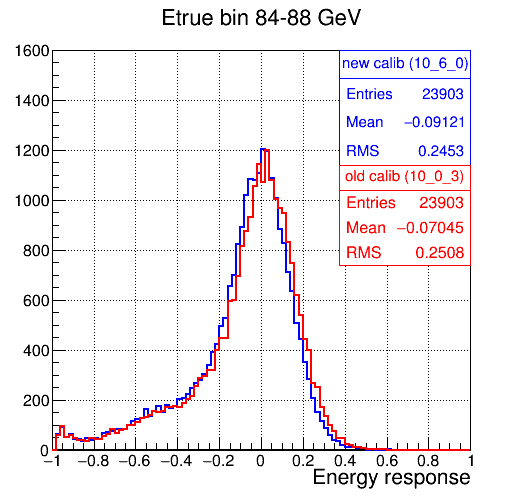 Etrue bin 84-88 GeV
new calib (10_6_0)
Entries 23903
Mean −0.09121
RMS 0.2453
old calib (10_0_3)
Entries 23903
Mean −0.07045
RMS 0.2508
1600
1400
1200
1000
800
600
400
200
0
−1 −0.8 −0.6 −0.4 −0.2 0 0.2 0.4 0.6 0.8 1
Energy response